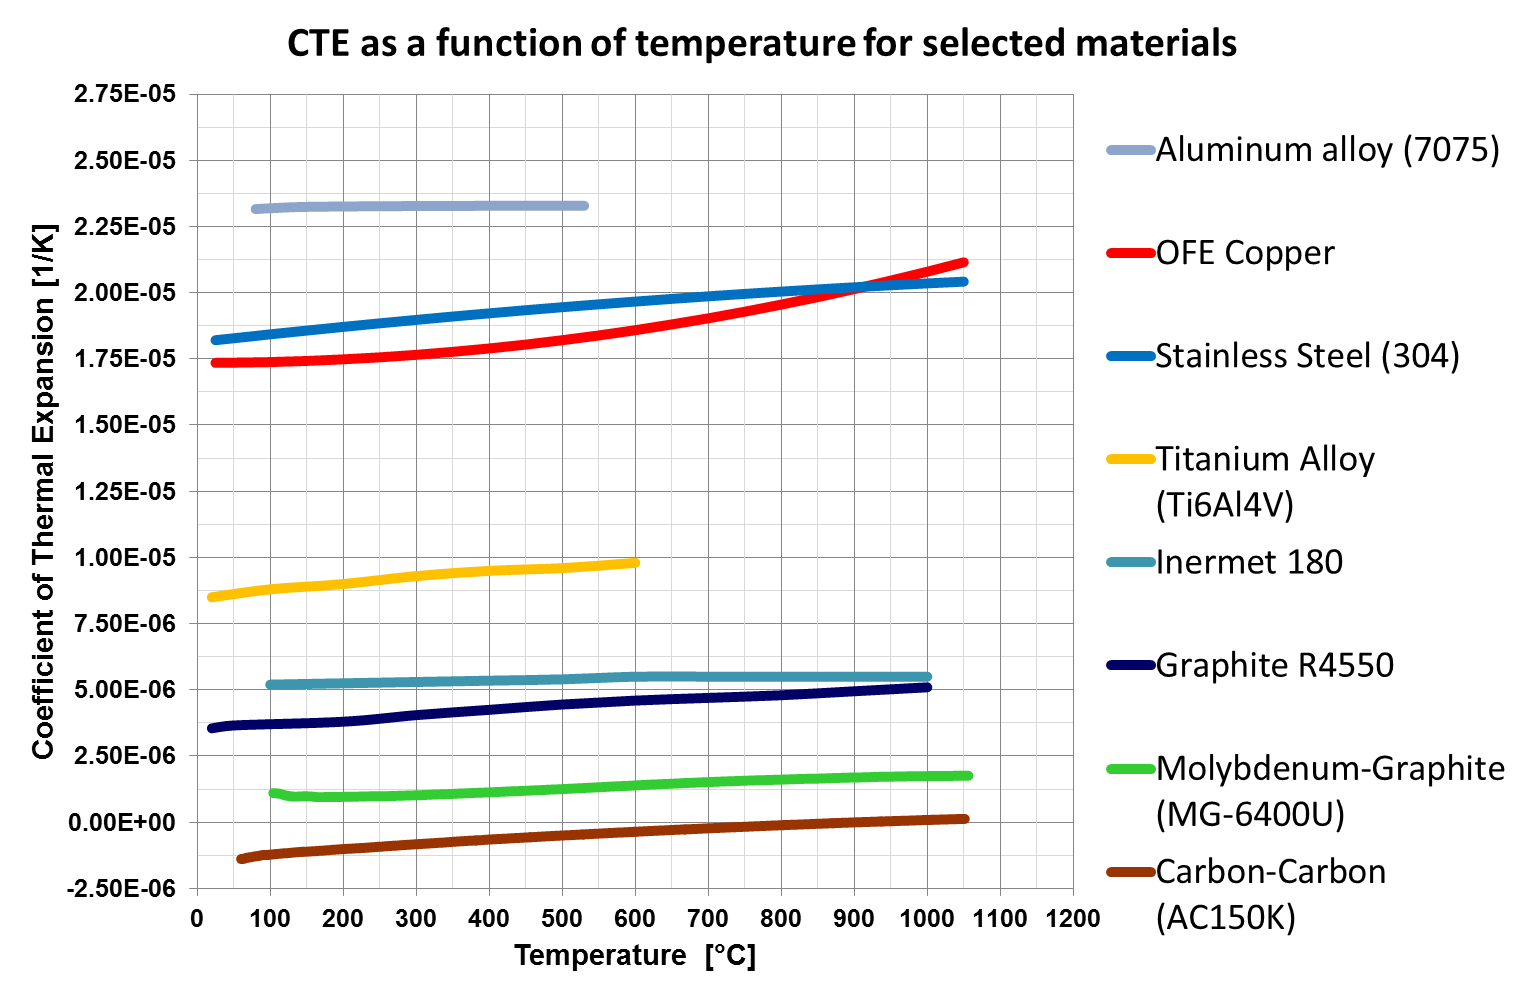 CTE as a function of temperature for selected materials
2.75E-05
2.50E-05
2.25E-05
2.00E-05
1.75E-05
1.50E-05
1.25E-05
1.00E-05
7.50E-06
5.00E-06
2.50E-06
0.00E+00
-2.50E-06
Coefficient of Thermal Expansion [1/K]
0 100 200 300 400 500 600 700 800 900 1000 1100 1200
Temperature [°C]
Aluminum alloy (7075)
OFE Copper
Stainless Steel (304)
Titanium Alloy
(Ti6Al4V)
Inermet 180
Graphite R4550
Molybdenum-Graphite
(MG-6400U)
Carbon-Carbon
(AC150K)